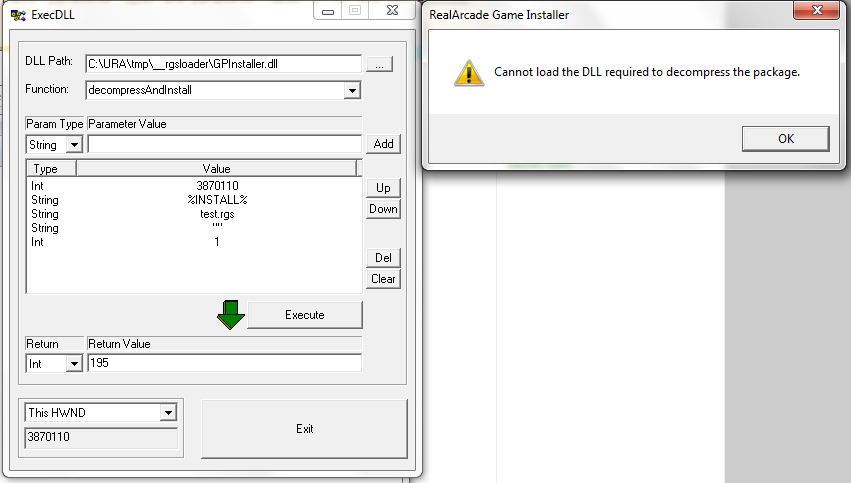 ExecDLL
DLL Path: C:\URA\tmp\__rgsloader\GPInstaller.dll ...
Function: decompressAndInstall
Param Type Parameter Value
String Add
Type Value
Int 3870110
String %INSTALL%
String test.rgs
String ""
Int 1
Up
Down
Del
Clear
Execute
Return Return Value
Int 195
This HWND
3870110
Exit
RealArcade Game Installer
Cannot load the DLL required to decompress the package.
OK